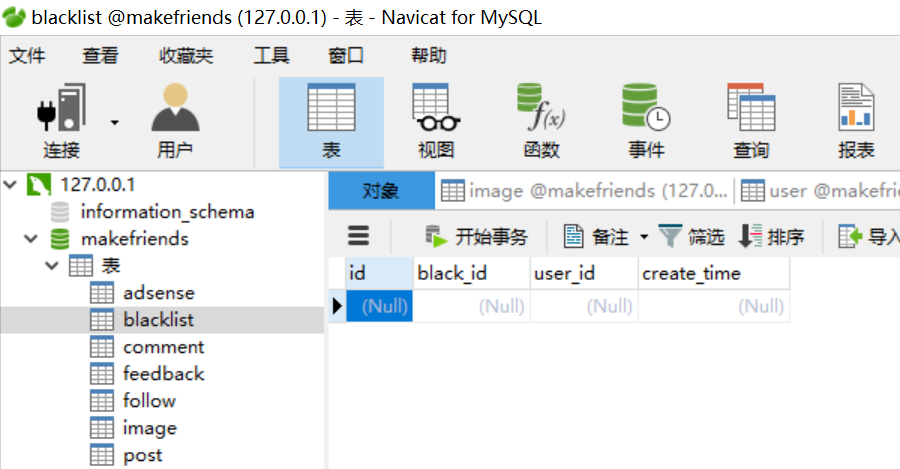 blacklist @makefriends (127.0.0.1) - 表 - Navicat for MySQL
文件 查看 收藏夹 工具 窗口 帮助
f(x)
连接 用户 表 视图 函数 事件 查询 报表
127.0.0.1
information_schema
makefriends
表
adsense
blacklist
comment
feedback
follow
image
post
对象 image @makefriends (127.0... user @makefrie
开始事务 备注 筛选 排序 导入
id black_id user_id create_time
(Null) (Null) (Null) (Null)